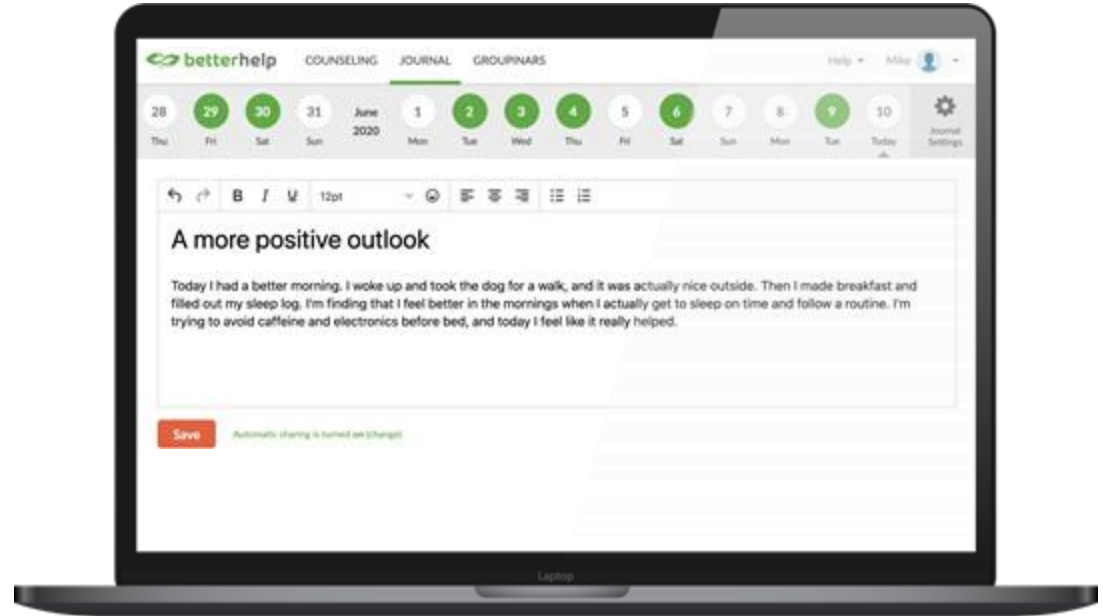 betterhelp COUNSELING JOURNAL GROUPINARS Help Mike
28 29 30 31 June 1 2 3 4 5 6 7 8 9 10
2020
Thu Fri Sat Sun Mon Tue Wed Thu Fri Sat Sun Mon Tue Today Journal Settings
B I U 12pt
A more positive outlook
Today I had a better morning. I woke up and took the dog for a walk, and it was actually nice outside. Then I made breakfast and
filled out my sleep log. I'm finding that I feel better in the mornings when I actually get to sleep on time and follow a routine. I'm
trying to avoid caffeine and electronics before bed, and today I feel like it really helped.
Save Automatic sharing is turned on (change)
Laptop